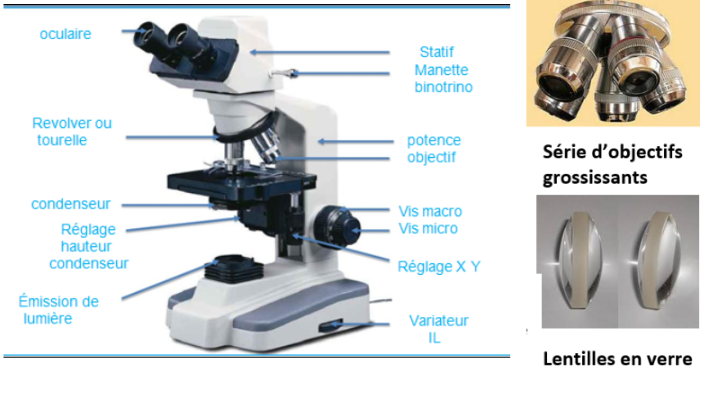 oculaire
Revolver ou
tourelle
condenseur
Réglage
hauteur
condenseur
Émission de
lumière
Statif
Manette
binotrino
potence
objectif
Vis macro
Vis micro
Réglage X Y
Variateur
IL
Série d’objectifs
grossissants
Lentilles en verre